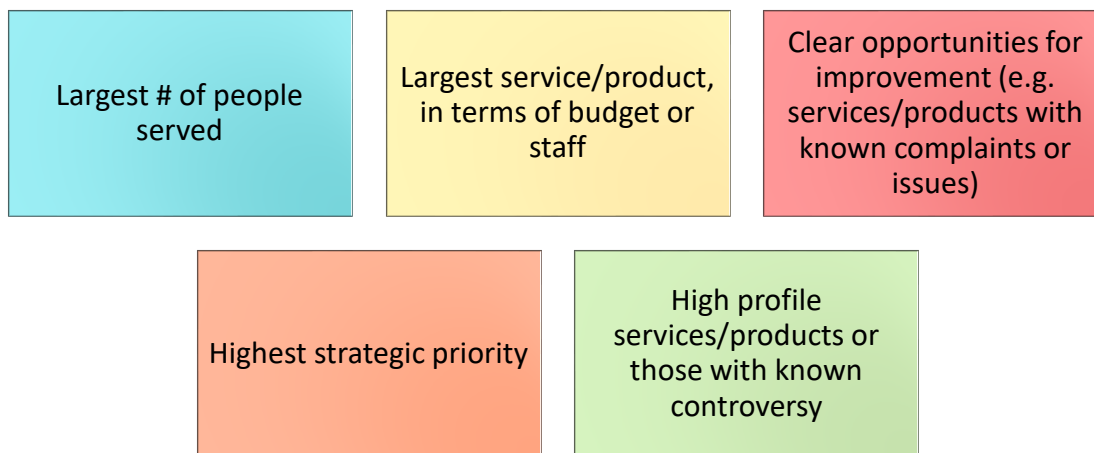 Largest # of people
served
Largest service/product,
in terms of budget or
staff
Clear opportunities for
improvement (e.g.
services/products with
known complaints or
issues)
Highest strategic priority
High profile
services/products or
those with known
controversy